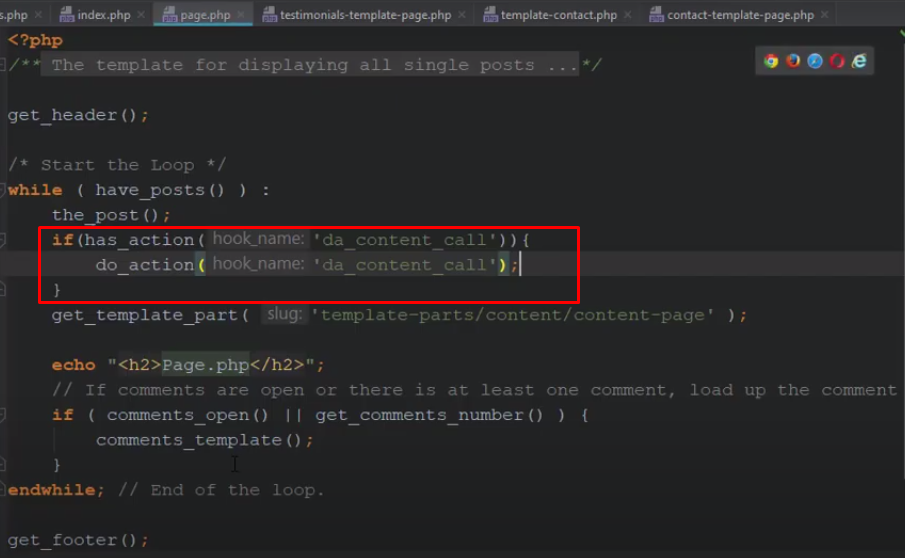 s.php × index.php × page.php × testimonials-template-page.php × template-contact.php × contact-template-page.php ×
<?php
/** The template for displaying all single posts ...*/
get_header();
/* Start the Loop */
while ( have_posts() ) :
the_post();
if(has_action( hook_name: 'da_content_call')){
do_action( hook_name: 'da_content_call');
}
get_template_part( slug: 'template-parts/content/content-page' );
echo "<h2>Page.php</h2>";
// If comments are open or there is at least one comment, load up the comment
if ( comments_open() || get_comments_number() ) {
comments_template();
}
endwhile; // End of the loop.
get_footer();